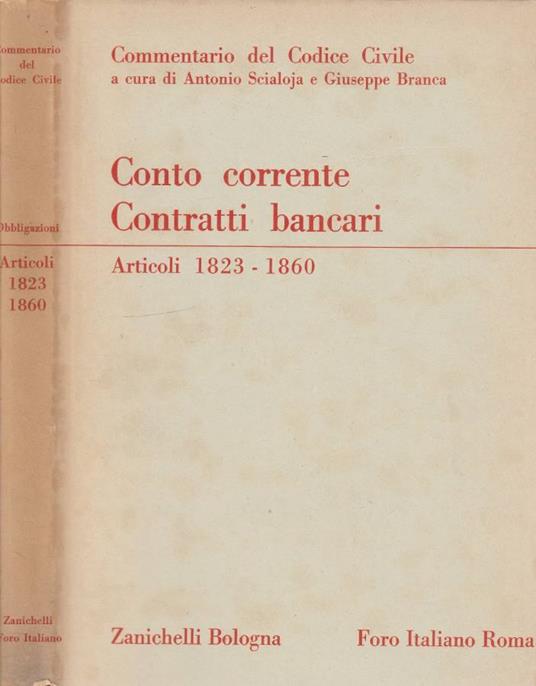 Commentario
del
Codice Civile
Obbligazioni
Articoli
1823
1860
Zanichelli
Foro Italiano
Commentario del Codice Civile
a cura di Antonio Scialoja e Giuseppe Branca
Conto corrente
Contratti bancari
Articoli 1823 - 1860
Zanichelli Bologna Foro Italiano Roma